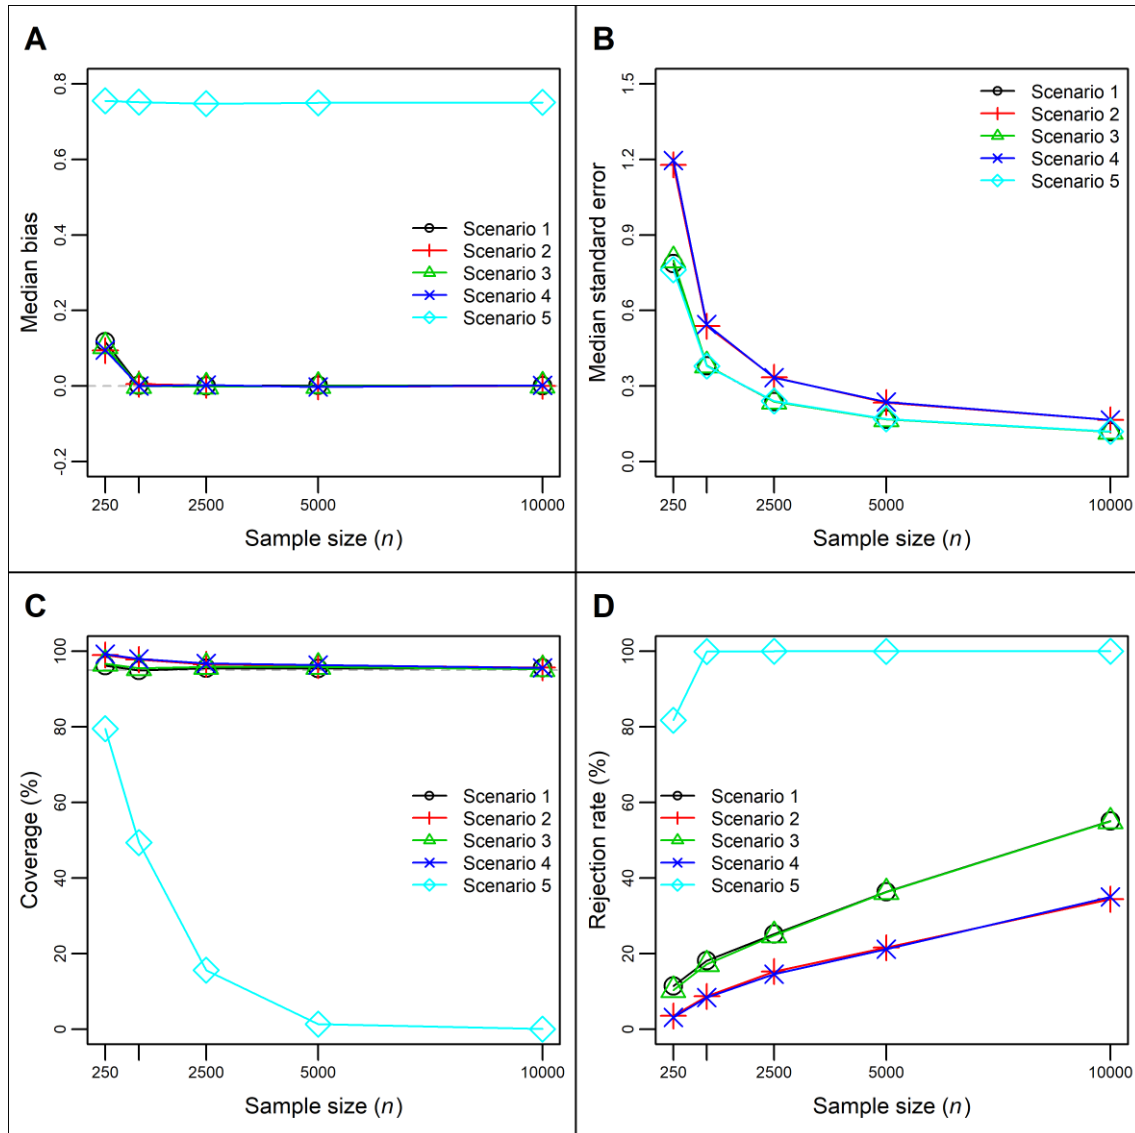 A
Median bias
0.8
0.6
0.4
0.2
0.0
-0.2
Scenario 1
Scenario 2
Scenario 3
Scenario 4
Scenario 5
250
2500
5000
10000
Sample size (n)
B
Median standard error
1.5
1.2
0.9
0.6
0.3
0.0
Scenario 1
Scenario 2
Scenario 3
Scenario 4
Scenario 5
250
2500
5000
10000
Sample size (n)
C
Coverage (%)
100
80
60
40
20
0
Scenario 1
Scenario 2
Scenario 3
Scenario 4
Scenario 5
250
2500
5000
10000
Sample size (n)
D
Rejection rate (%)
100
80
60
40
20
0
Scenario 1
Scenario 2
Scenario 3
Scenario 4
Scenario 5
250
2500
5000
10000
Sample size (n)